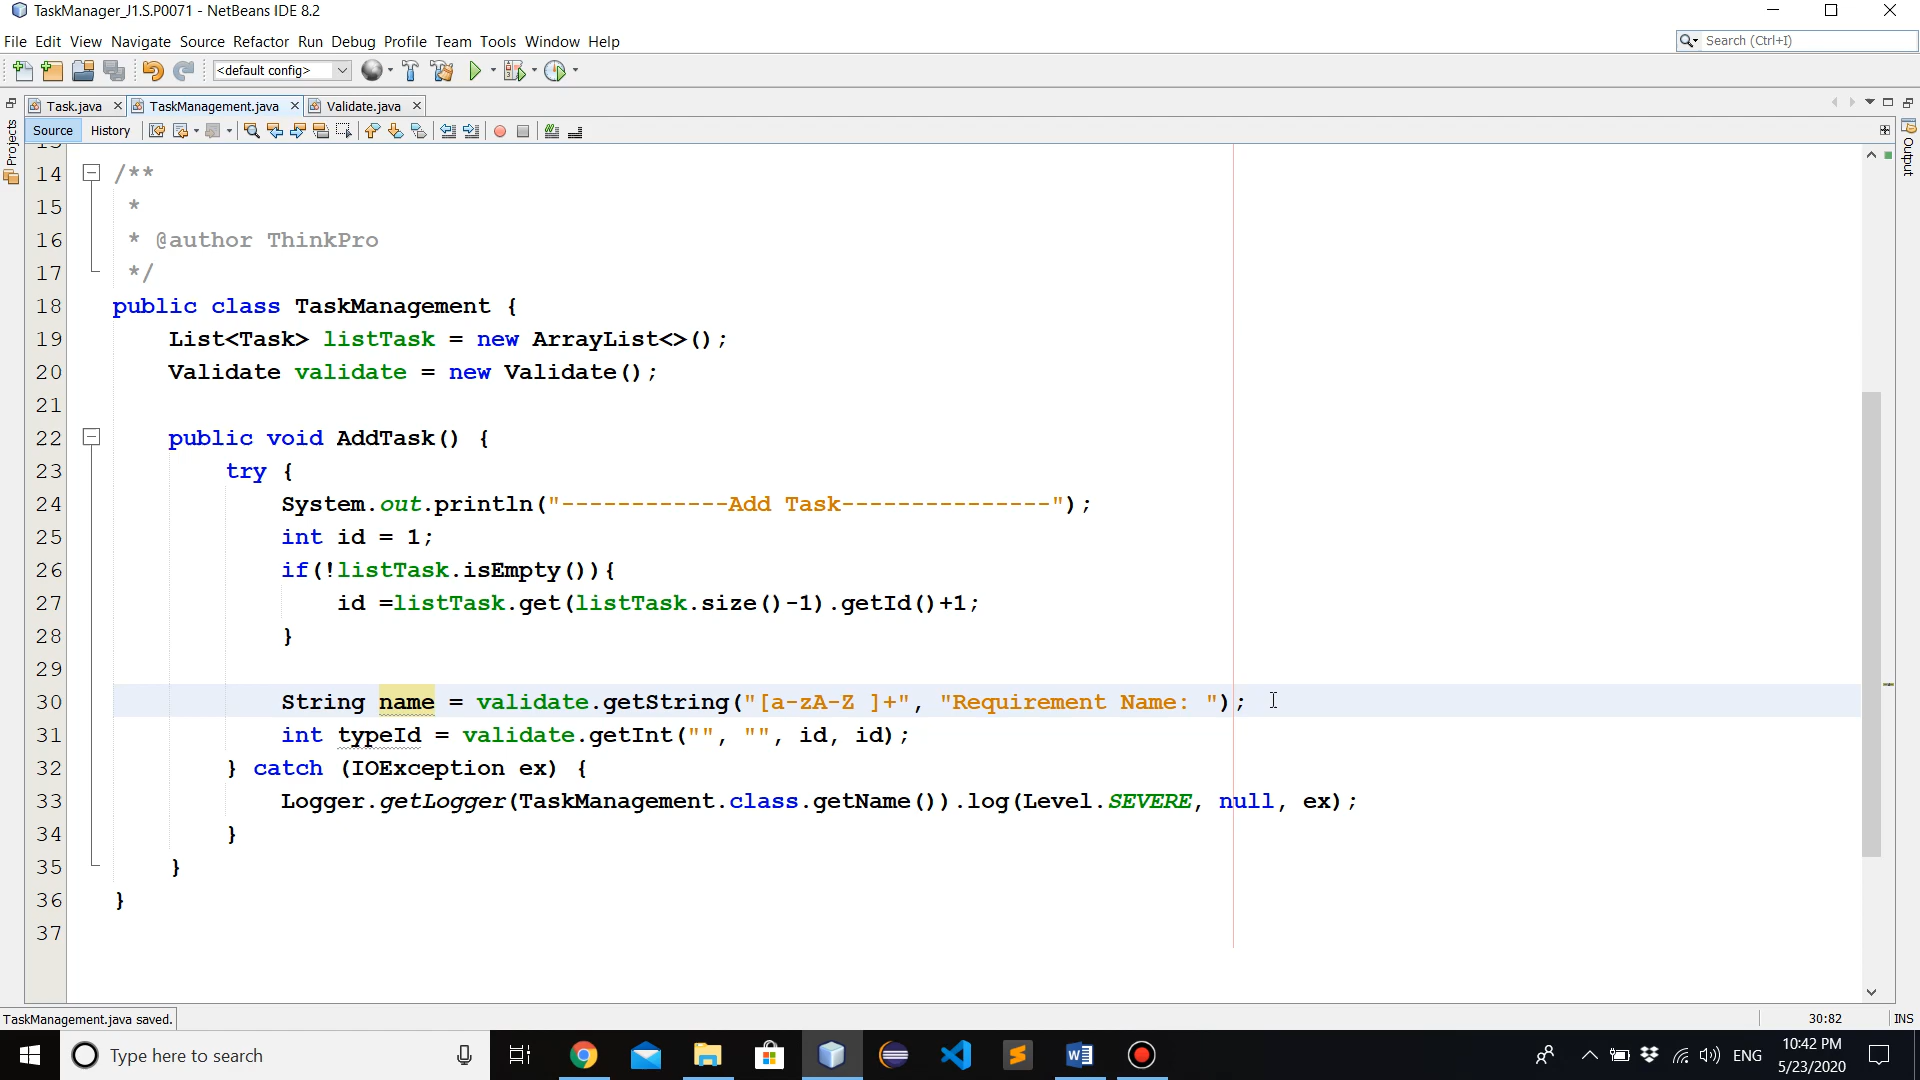 TaskManager_J1.S.P0071 - NetBeans IDE 8.2
File Edit View Navigate Source Refactor Run Debug Profile Team Tools Window Help
Search (Ctrl+I)
<default config>
Task.java TaskManagement.java Validate.java
Source History
Projects
Output
14 /**
15 *
16 * @author ThinkPro
17 */
18 public class TaskManagement {
19 List<Task> listTask = new ArrayList<>();
20 Validate validate = new Validate();
21
22 public void AddTask() {
23 try {
24 System.out.println("------------Add Task---------------");
25 int id = 1;
26 if(!listTask.isEmpty()){
27 id =listTask.get(listTask.size()-1).getId()+1;
28 }
29
30 String name = validate.getString("[a-zA-Z ]+", "Requirement Name: ");
31 int typeId = validate.getInt("", "", id, id);
32 } catch (IOException ex) {
33 Logger.getLogger(TaskManagement.class.getName()).log(Level.SEVERE, null, ex);
34 }
35 }
36 }
37
TaskManagement.java saved.
30:82 INS
Type here to search
ENG
10:42 PM
5/23/2020